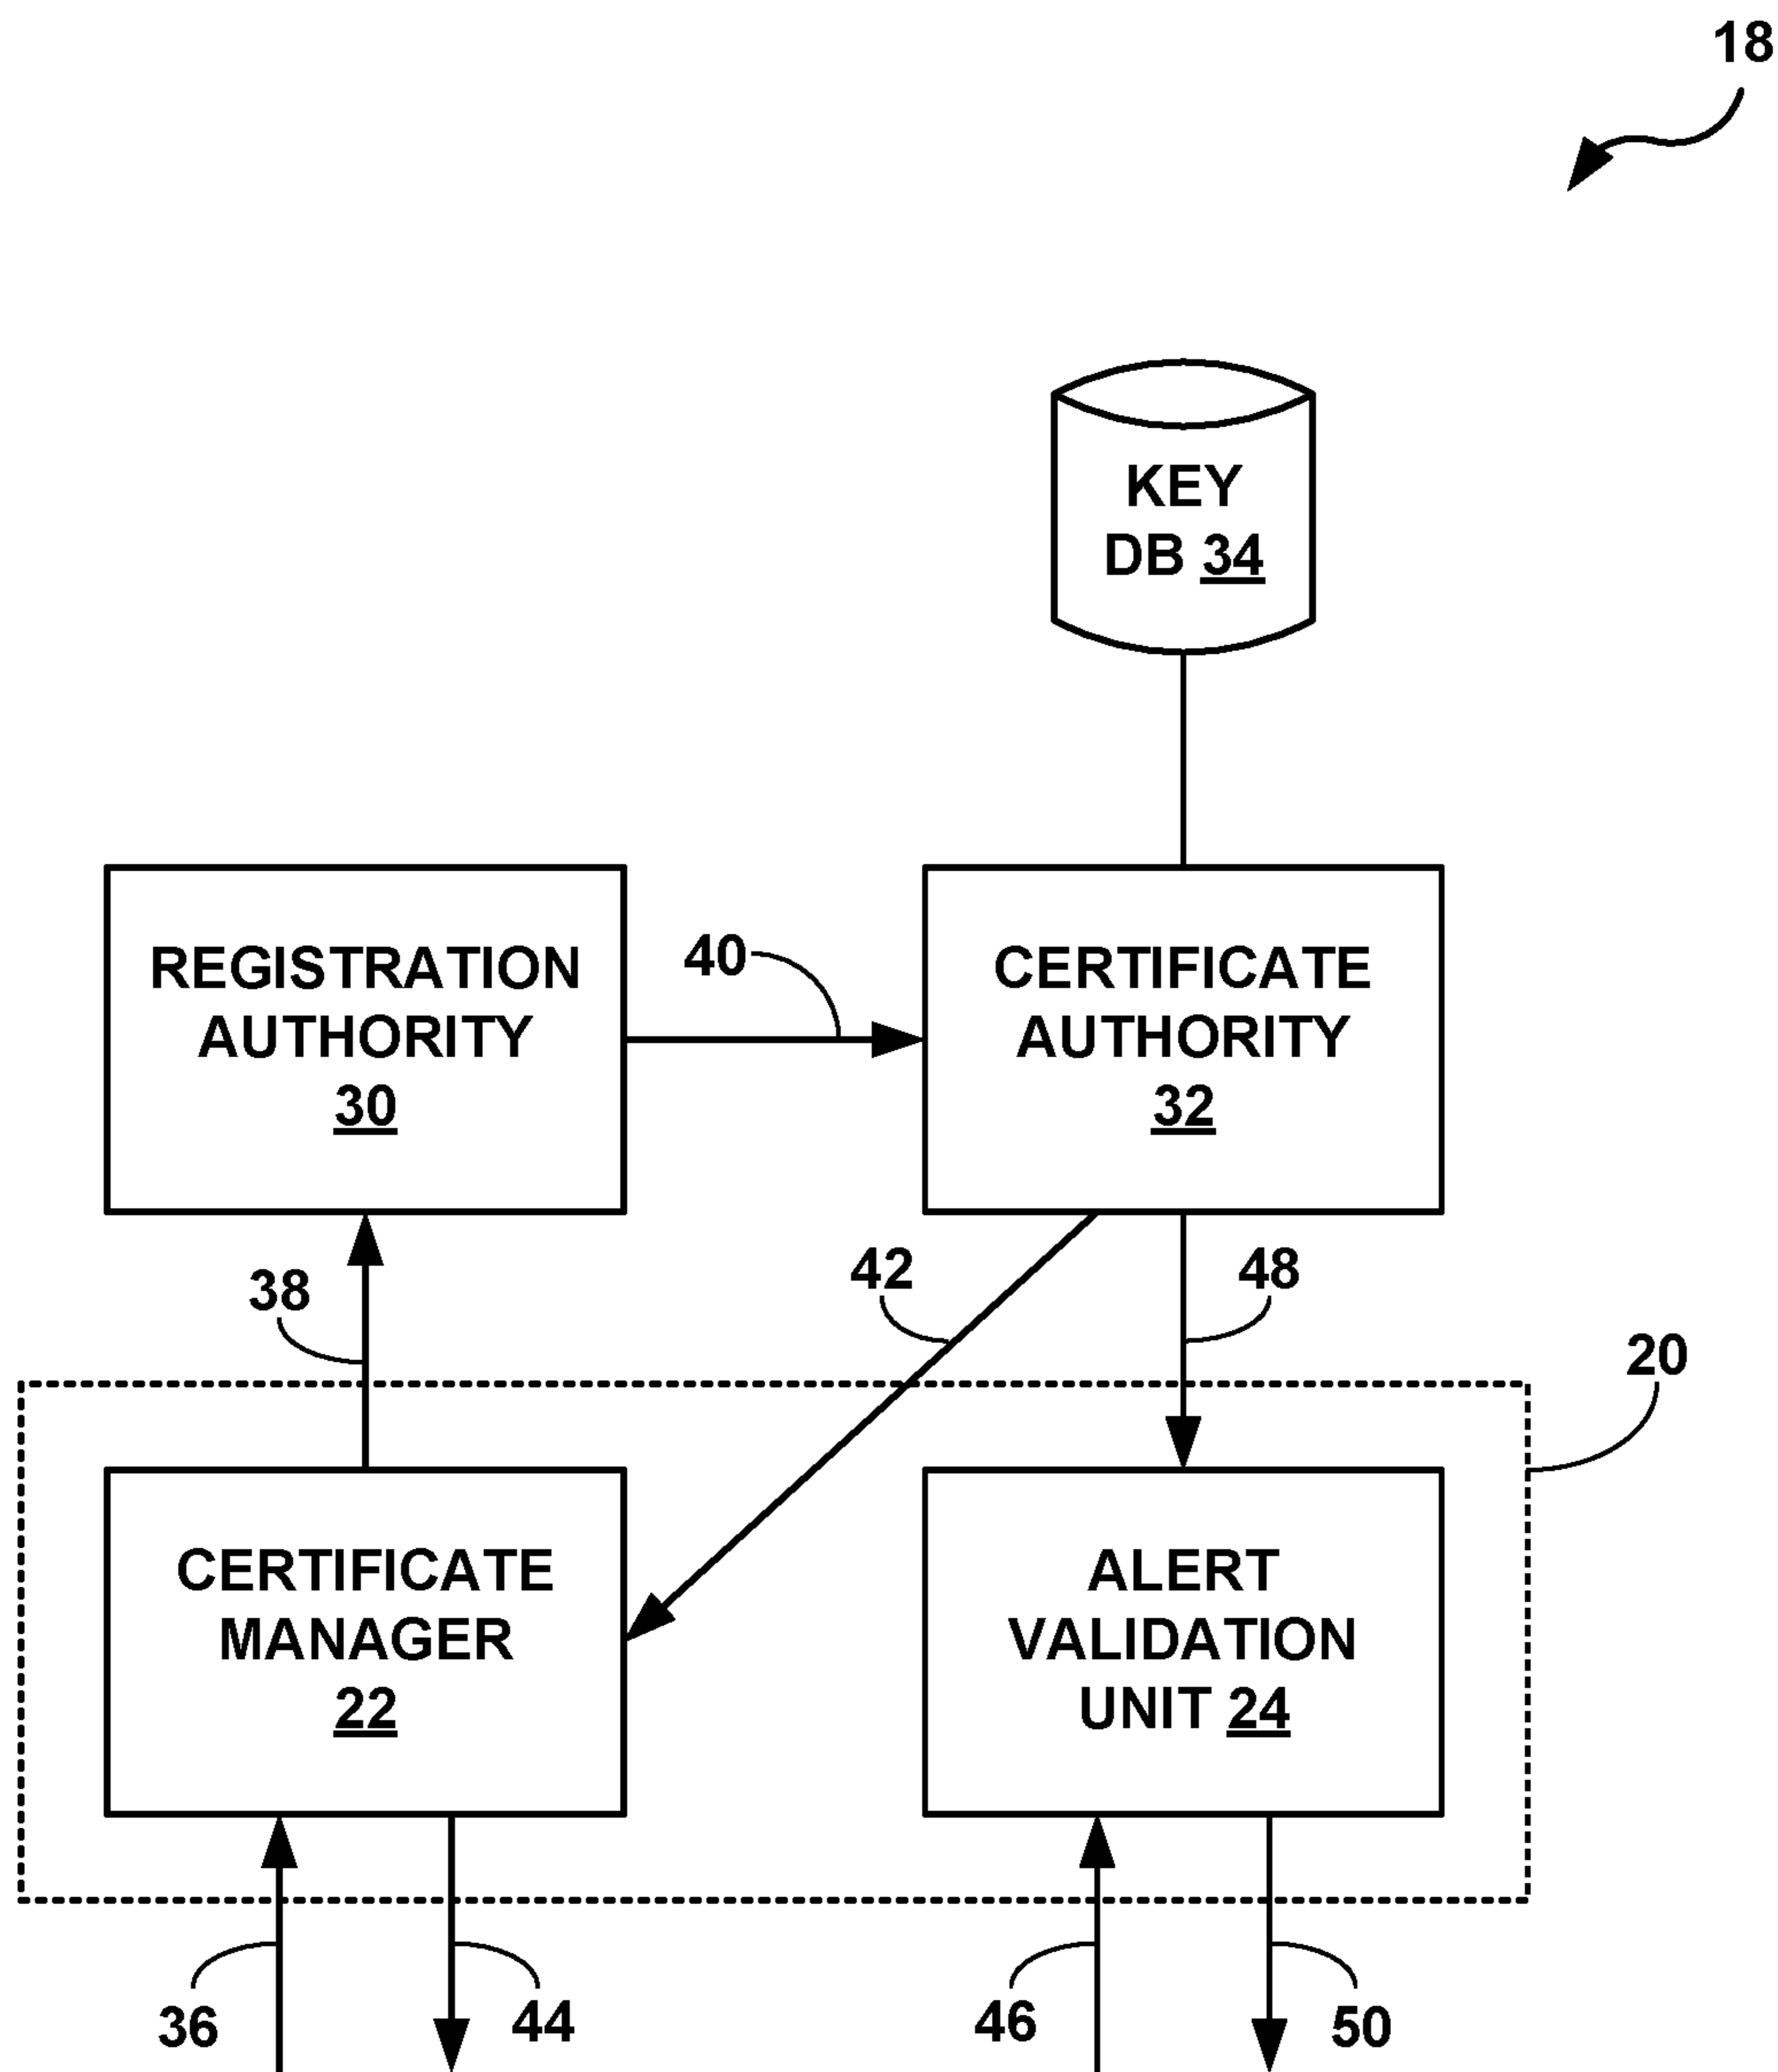 18
KEY
DB 34
REGISTRATION
AUTHORITY
30
40
CERTIFICATE
AUTHORITY
32
38
42
48
20
CERTIFICATE
MANAGER
22
ALERT
VALIDATION
UNIT 24
36
44
46
50